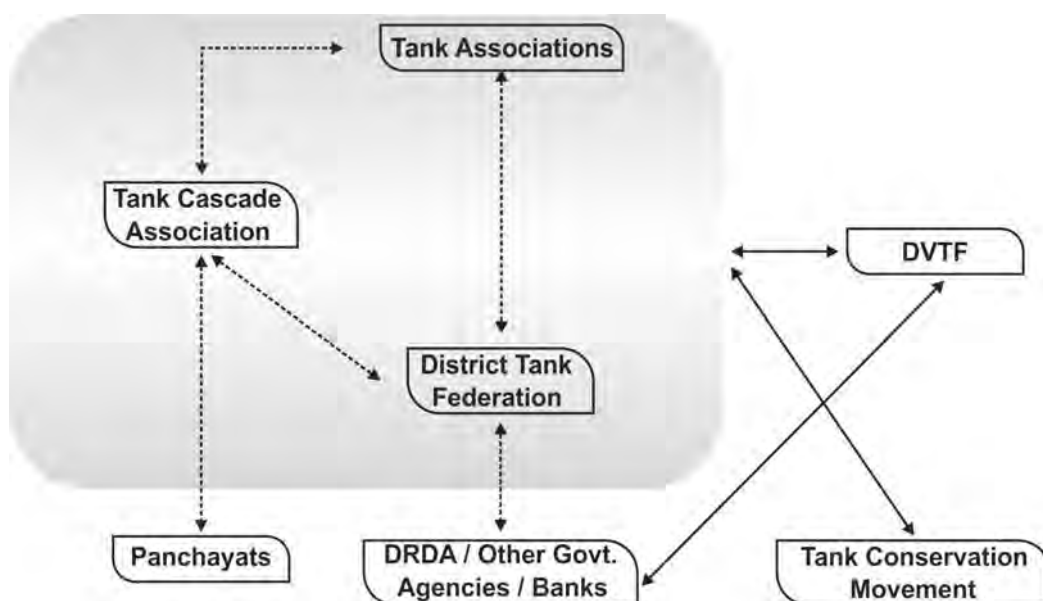 Tank Associations
Tank Cascade
Association
DVTF
District Tank
Federation
Panchayats
DRDA / Other Govt.
Agencies / Banks
Tank Conservation
Movement